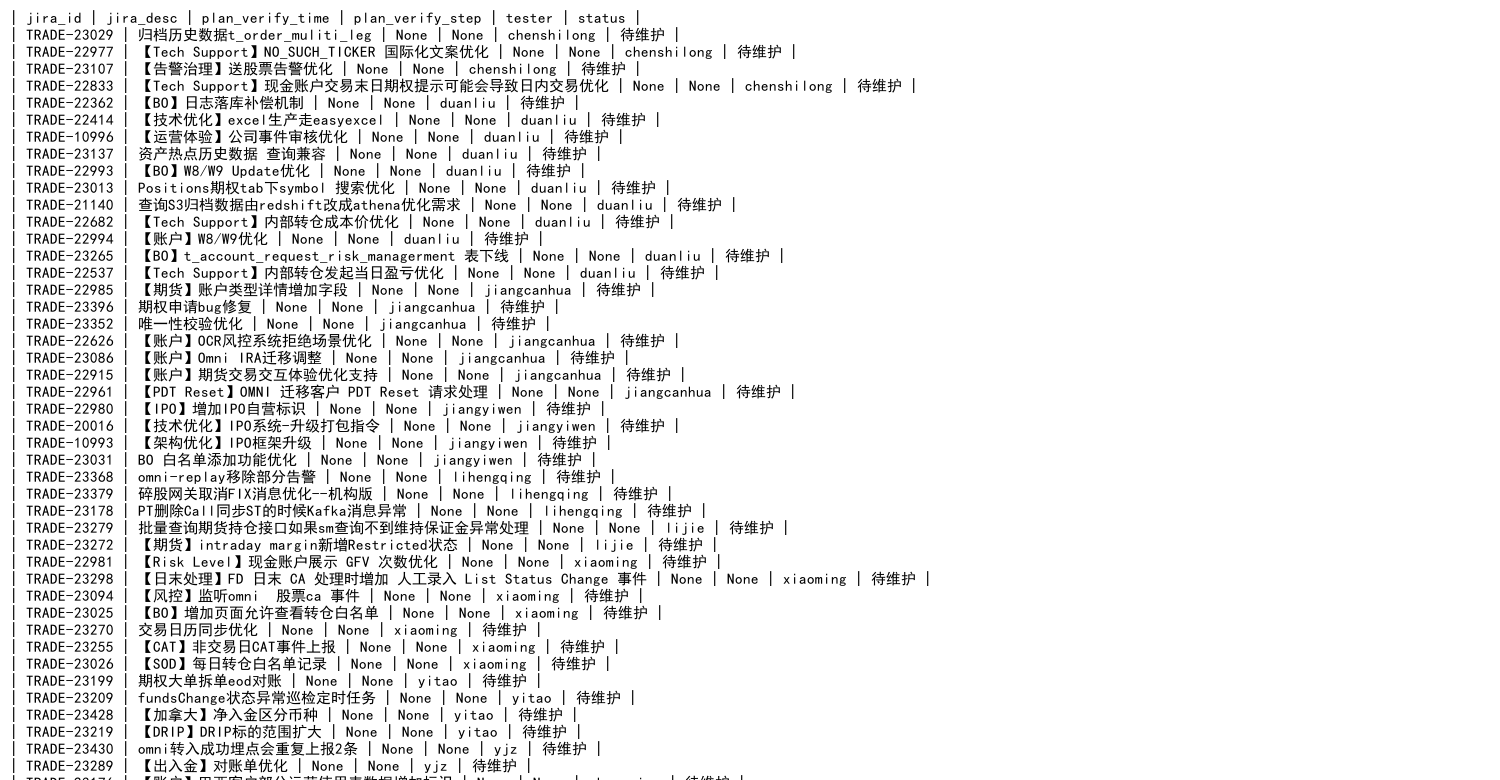 | jira_id | jira_desc | plan_verify_time | plan_verify_step | tester | status |
| TRADE-23029 | 归档历史数据t_order_muliti_leg | None | None | chenshilong | 待维护 |
| TRADE-22977 | 【Tech Support】NO_SUCH_TICKER 国际化文案优化 | None | None | chenshilong | 待维护 |
| TRADE-23107 | 【告警治理】送股票告警优化 | None | None | chenshilong | 待维护 |
| TRADE-22833 | 【Tech Support】现金账户交易末日期权提示可能会导致日内交易优化 | None | None | chenshilong | 待维护 |
| TRADE-22362 | 【BO】日志落库补偿机制 | None | None | duanliu | 待维护 |
| TRADE-22414 | 【技术优化】excel生产走easyexcel | None | None | duanliu | 待维护 |
| TRADE-10996 | 【运营体验】公司事件审核优化 | None | None | duanliu | 待维护 |
| TRADE-23137 | 资产热点历史数据 查询兼容 | None | None | duanliu | 待维护 |
| TRADE-22993 | 【BO】W8/W9 Update优化 | None | None | duanliu | 待维护 |
| TRADE-23013 | Positions期权tab下symbol 搜索优化 | None | None | duanliu | 待维护 |
| TRADE-21140 | 查询S3归档数据由redshift改成athena优化需求 | None | None | duanliu | 待维护 |
| TRADE-22682 | 【Tech Support】内部转仓成本价优化 | None | None | duanliu | 待维护 |
| TRADE-22994 | 【账户】W8/W9优化 | None | None | duanliu | 待维护 |
| TRADE-23265 | 【BO】t_account_request_risk_managerment 表下线 | None | None | duanliu | 待维护 |
| TRADE-22537 | 【Tech Support】内部转仓发起当日盈亏优化 | None | None | duanliu | 待维护 |
| TRADE-22985 | 【期货】账户类型详情增加字段 | None | None | jiangcanhua | 待维护 |
| TRADE-23396 | 期权申请bug修复 | None | None | jiangcanhua | 待维护 |
| TRADE-23352 | 唯一性校验优化 | None | None | jiangcanhua | 待维护 |
| TRADE-22626 | 【账户】OCR风控系统拒绝场景优化 | None | None | jiangcanhua | 待维护 |
| TRADE-23086 | 【账户】Omni IRA迁移调整 | None | None | jiangcanhua | 待维护 |
| TRADE-22915 | 【账户】期货交易交互体验优化支持 | None | None | jiangcanhua | 待维护 |
| TRADE-22961 | 【PDT Reset】OMNI 迁移客户 PDT Reset 请求处理 | None | None | jiangcanhua | 待维护 |
| TRADE-22980 | 【IPO】增加IPO自营标识 | None | None | jiangyiwen | 待维护 |
| TRADE-20016 | 【技术优化】IPO系统-升级打包指令 | None | None | jiangyiwen | 待维护 |
| TRADE-10993 | 【架构优化】IPO框架升级 | None | None | jiangyiwen | 待维护 |
| TRADE-23031 | BO 白名单添加功能优化 | None | None | jiangyiwen | 待维护 |
| TRADE-23368 | omni-replay移除部分告警 | None | None | lihengqing | 待维护 |
| TRADE-23379 | 碎股网关取消FIX消息优化--机构版 | None | None | lihengqing | 待维护 |
| TRADE-23178 | PT删除Call同步ST的时候Kafka消息异常 | None | None | lihengqing | 待维护 |
| TRADE-23279 | 批量查询期货持仓接口如果sm查询不到维持保证金异常处理 | None | None | lijie | 待维护 |
| TRADE-23272 | 【期货】intraday margin新增Restricted状态 | None | None | lijie | 待维护 |
| TRADE-22981 | 【Risk Level】现金账户展示 GFV 次数优化 | None | None | xiaoming | 待维护 |
| TRADE-23298 | 【日末处理】FD 日末 CA 处理时增加 人工录入 List Status Change 事件 | None | None | xiaoming | 待维护 |
| TRADE-23094 | 【风控】监听omni  股票ca 事件 | None | None | xiaoming | 待维护 |
| TRADE-23025 | 【BO】增加页面允许查看转仓白名单 | None | None | xiaoming | 待维护 |
| TRADE-23270 | 交易日历同步优化 | None | None | xiaoming | 待维护 |
| TRADE-23255 | 【CAT】非交易日CAT事件上报 | None | None | xiaoming | 待维护 |
| TRADE-23026 | 【SOD】每日转仓白名单记录 | None | None | xiaoming | 待维护 |
| TRADE-23199 | 期权大单拆单eod对账 | None | None | yitao | 待维护 |
| TRADE-23209 | fundsChange状态异常巡检定时任务 | None | None | yitao | 待维护 |
| TRADE-23428 | 【加拿大】净入金区分币种 | None | None | yitao | 待维护 |
| TRADE-23219 | 【DRIP】DRIP标的范围扩大 | None | None | yitao | 待维护 |
| TRADE-23430 | omni转入成功埋点会重复上报2条 | None | None | yjz | 待维护 |
| TRADE-23289 | 【出入金】对账单优化 | None | None | yjz | 待维护 |